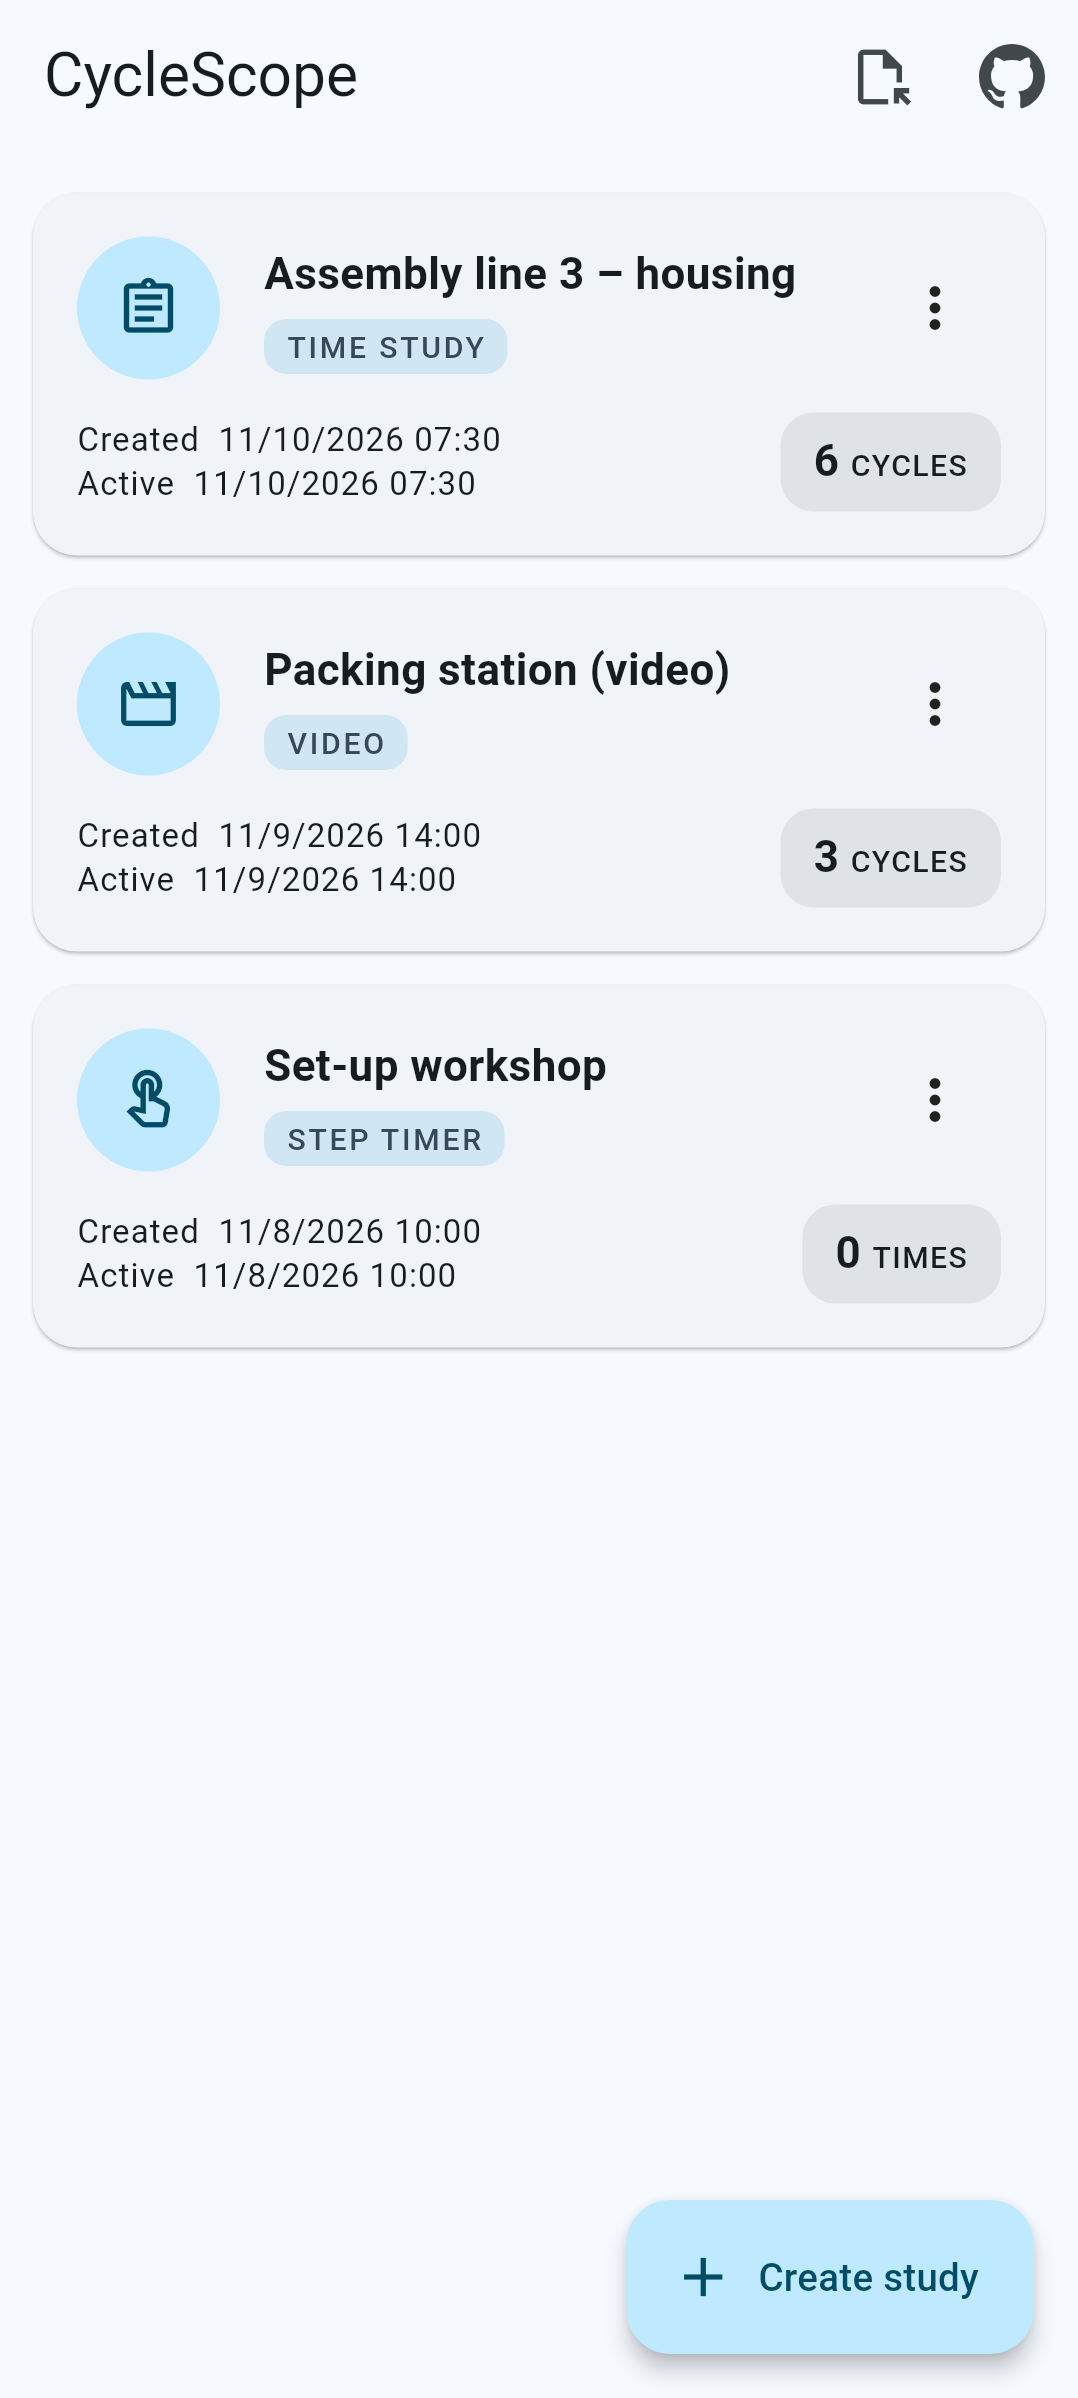 CycleScope
Assembly line 3 – housing
TIME STUDY
Created 11/10/2026 07:30
Active 11/10/2026 07:30
6 CYCLES
Packing station (video)
VIDEO
Created 11/9/2026 14:00
Active 11/9/2026 14:00
3 CYCLES
Set-up workshop
STEP TIMER
Created 11/8/2026 10:00
Active 11/8/2026 10:00
0 TIMES
Create study